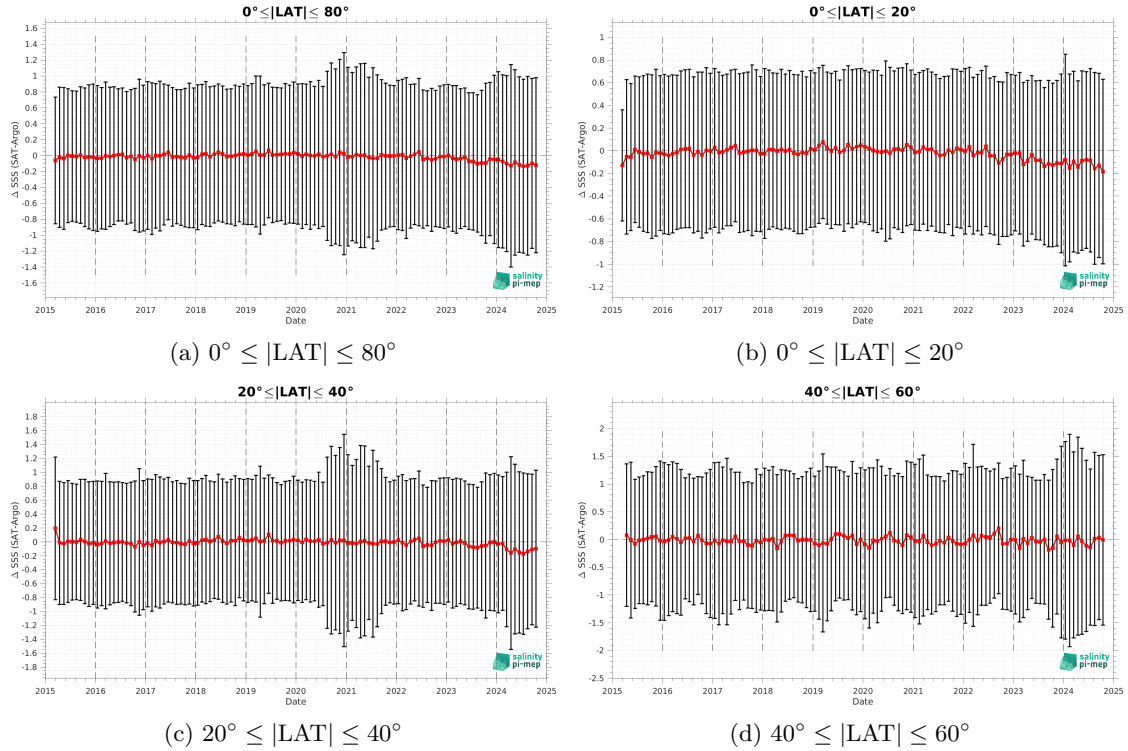 0°≤|LAT|≤ 80°
Δ SSS (SAT-Argo)
1.6
1.4
1.2
1
0.8
0.6
0.4
0.2
0
-0.2
-0.4
-0.6
-0.8
-1
-1.2
-1.4
-1.6
2015 2016 2017 2018 2019 2020 2021 2022 2023 2024 2025
Date
salinity
pi-mep
(a) 0° ≤ |LAT| ≤ 80°
0°≤|LAT|≤ 20°
Δ SSS (SAT-Argo)
1
0.8
0.6
0.4
0.2
0
-0.2
-0.4
-0.6
-0.8
-1
-1.2
2015 2016 2017 2018 2019 2020 2021 2022 2023 2024 2025
Date
salinity
pi-mep
(b) 0° ≤ |LAT| ≤ 20°
20°≤|LAT|≤ 40°
Δ SSS (SAT-Argo)
1.8
1.6
1.4
1.2
1
0.8
0.6
0.4
0.2
0
-0.2
-0.4
-0.6
-0.8
-1
-1.2
-1.4
-1.6
-1.8
2015 2016 2017 2018 2019 2020 2021 2022 2023 2024 2025
Date
salinity
pi-mep
(c) 20° ≤ |LAT| ≤ 40°
40°≤|LAT|≤ 60°
Δ SSS (SAT-Argo)
2
1.5
1
0.5
0
-0.5
-1
-1.5
-2
-2.5
2015 2016 2017 2018 2019 2020 2021 2022 2023 2024 2025
Date
salinity
pi-mep
(d) 40° ≤ |LAT| ≤ 60°